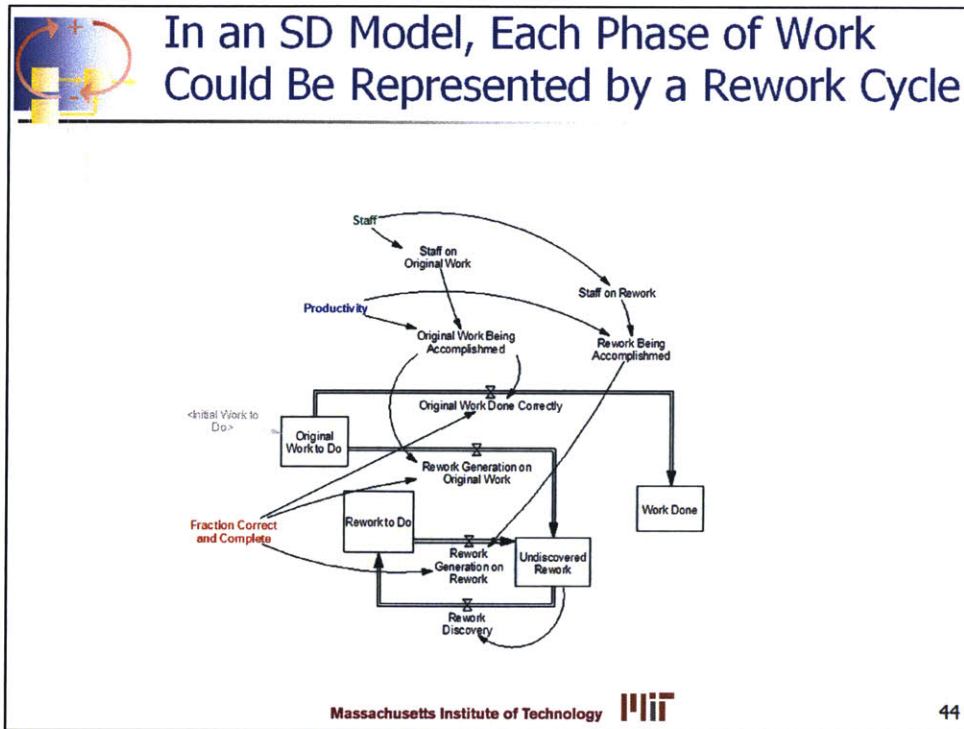 In an SD Model, Each Phase of Work
Could Be Represented by a Rework Cycle
Staff
Staff on
Original Work
Staff on Rework
Productivity
Original Work Being
Accomplishmed
Rework Being
Accomplishmed
Original Work Done Correctly
<Initial Work to
Do>
Original
Work to Do
Rework Generation on
Original Work
Work Done
Fraction Correct
and Complete
Rework to Do
Rework
Generation on
Rework
Undiscovered
Rework
Rework
Discovery
Massachusetts Institute of Technology
44